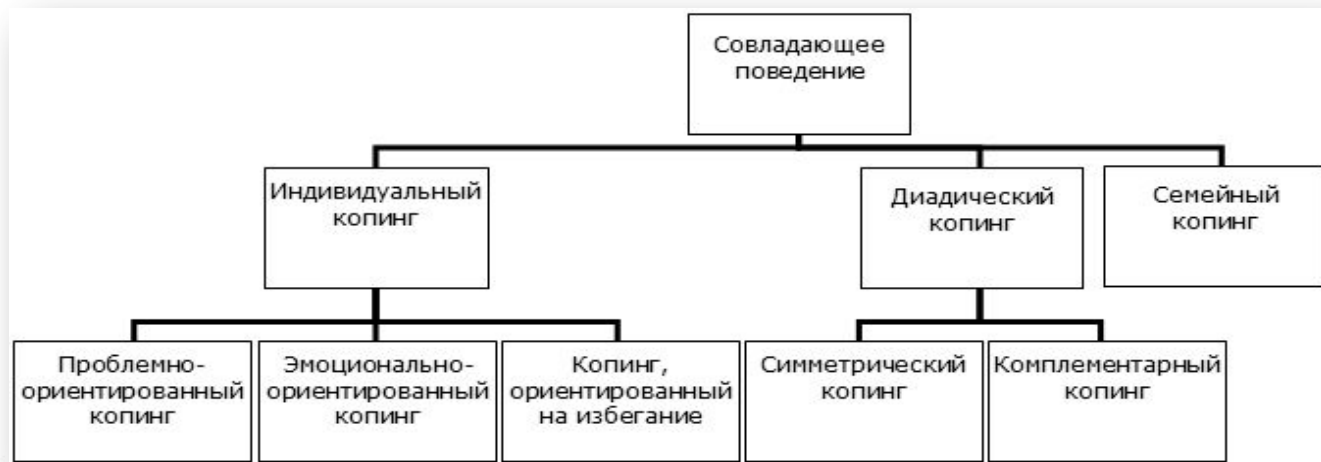 Совладающее
поведение
Индивидуальный
копинг
Диадический
копинг
Семейный
копинг
Проблемно-
ориентированный
копинг
Эмоционально-
ориентированный
копинг
Копинг,
ориентированный
на избегание
Симметрический
копинг
Комплементарный
копинг